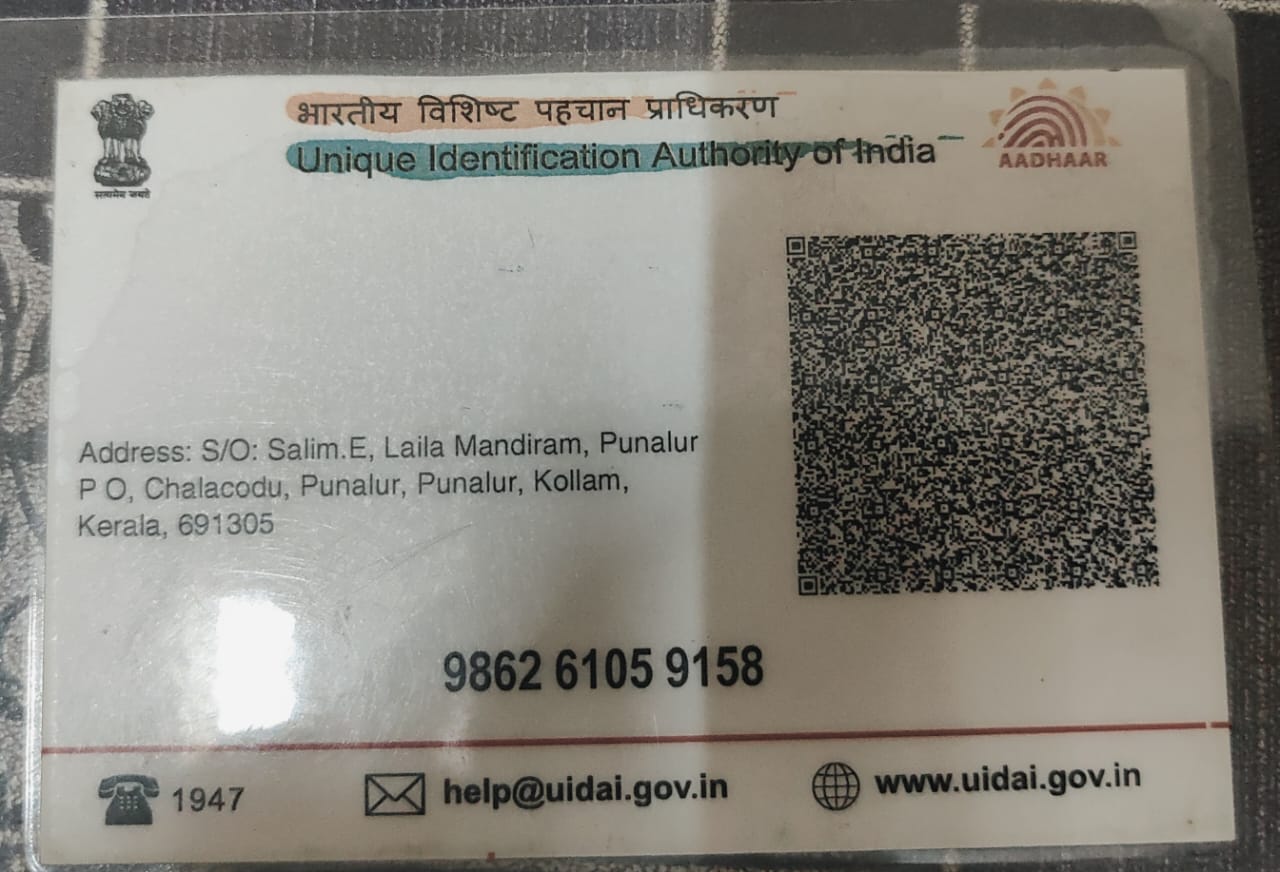 भारतीय विशिष्ट पहचान प्राधिकरण
Unique Identification Authority of India
AADHAAR
सत्यमेव जयते
Address: S/O: Salim.E, Laila Mandiram, Punalur
P O, Chalacodu, Punalur, Punalur, Kollam,
Kerala, 691305
9862 6105 9158
1947
help@uidai.gov.in
www.uidai.gov.in